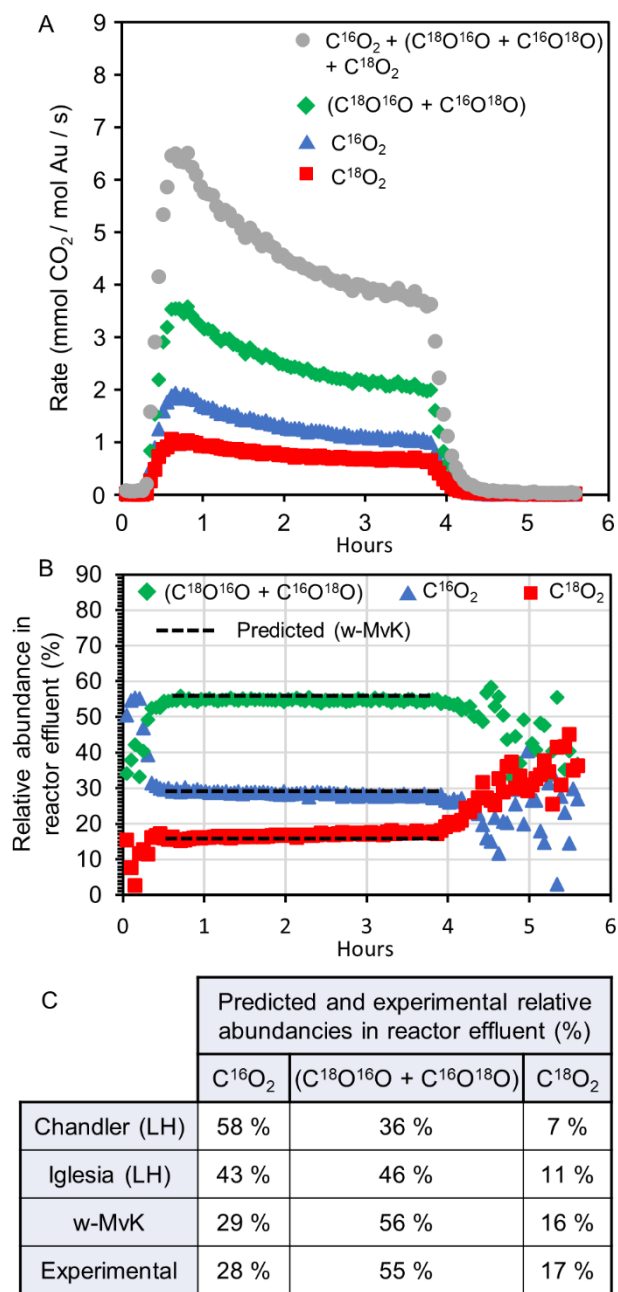 A
9
8
7
6
5
4
3
2
1
0
Rate (mmol CO₂ / mol Au / s)
C¹⁶O₂ + (C¹⁸O¹⁶O + C¹⁶O¹⁸O)
+ C¹⁸O₂
(C¹⁸O¹⁶O + C¹⁶O¹⁸O)
C¹⁶O₂
C¹⁸O₂
0 1 2 3 4 5 6
Hours
B
90
80
70
60
50
40
30
20
10
0
Relative abundance in
reactor effluent (%)
(C¹⁸O¹⁶O + C¹⁶O¹⁸O) C¹⁶O₂ C¹⁸O₂
Predicted (w-MvK)
0 1 2 3 4 5 6
Hours
C
Predicted and experimental relative
abundancies in reactor effluent (%)
C¹⁶O₂ (C¹⁸O¹⁶O + C¹⁶O¹⁸O) C¹⁸O₂
Chandler (LH) 58 % 36 % 7 %
Iglesia (LH) 43 % 46 % 11 %
w-MvK 29 % 56 % 16 %
Experimental 28 % 55 % 17 %